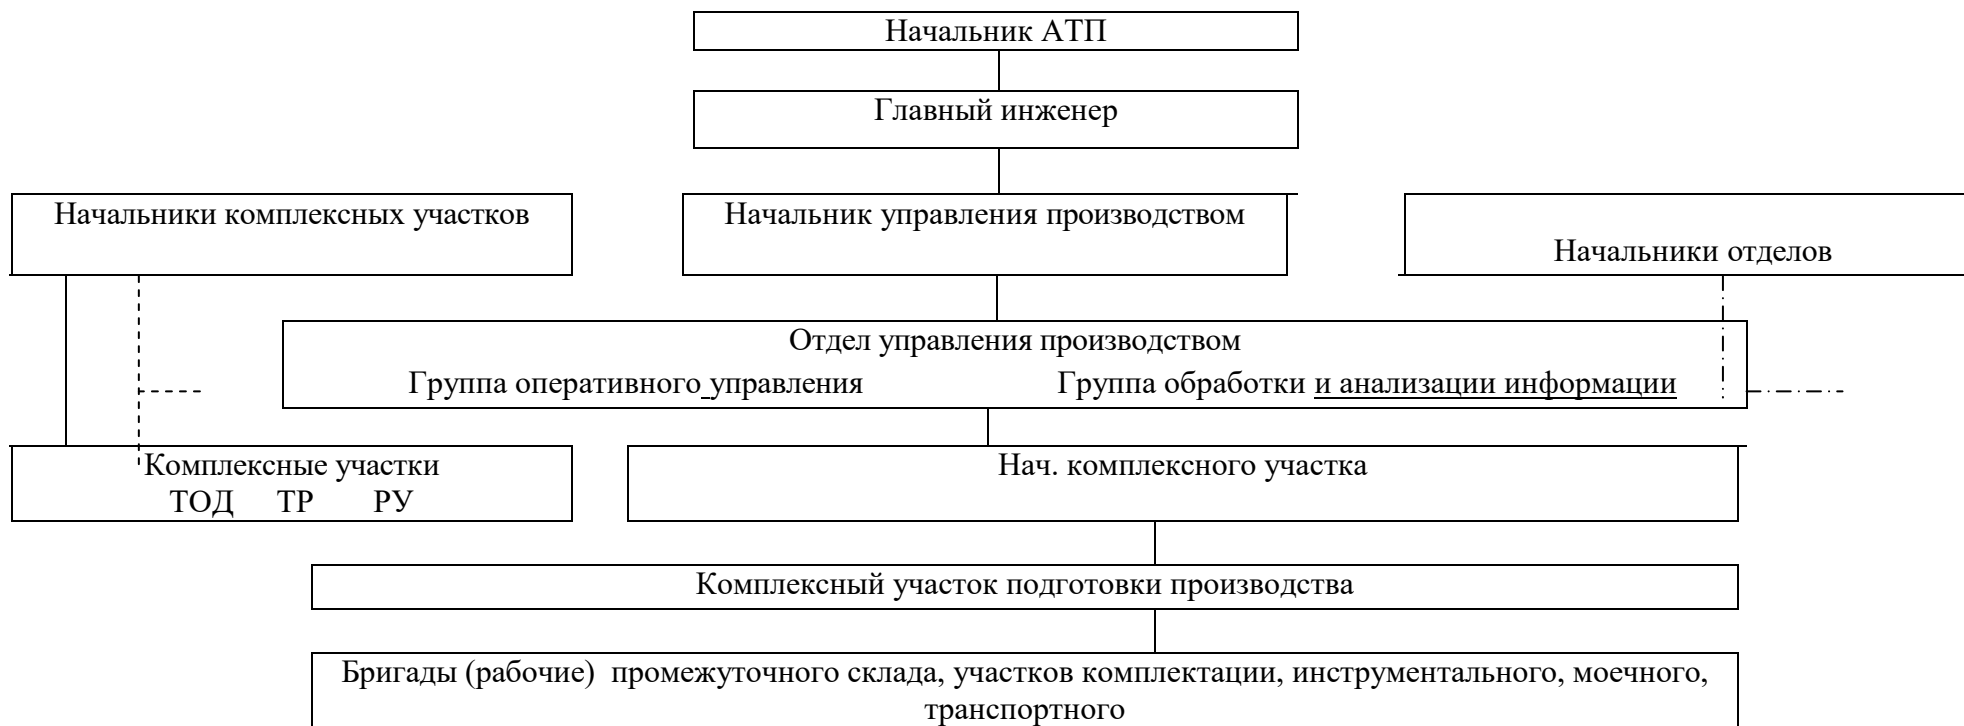 Начальник АТП
Главный инженер
Начальники комплексных участков
Начальник управления производством
Начальники отделов
Отдел управления производством
Группа оперативного управления Группа обработки и анализации информации
Комплексные участки
ТОД ТР РУ
Нач. комплексного участка
Комплексный участок подготовки производства
Бригады (рабочие) промежуточного склада, участков комплектации, инструментального, моечного,
транспортного